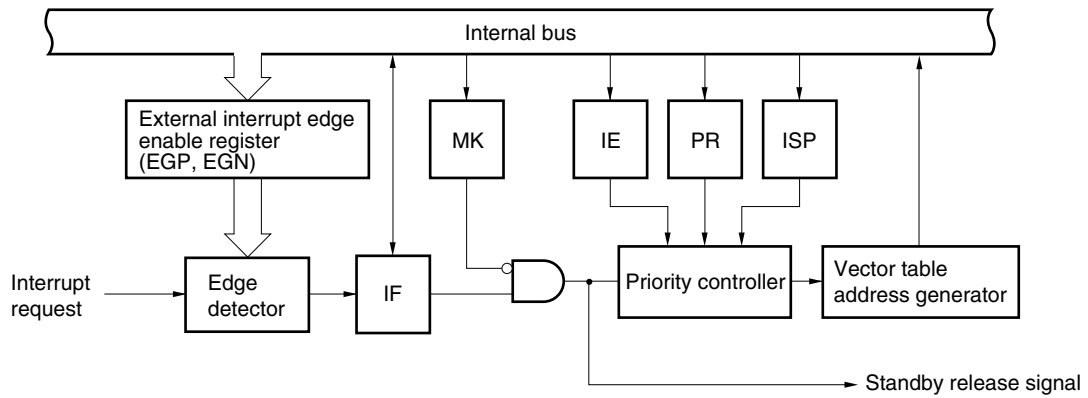 Internal bus
External interrupt edge
enable register
(EGP, EGN)
MK
IE
PR
ISP
Interrupt
request
Edge
detector
IF
Priority controller
Vector table
address generator
Standby release signal